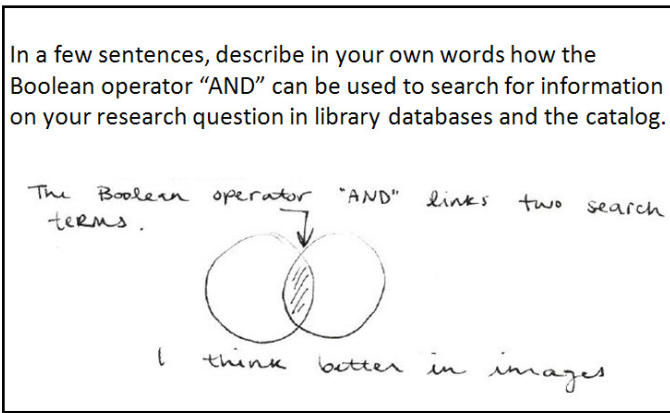 In a few sentences, describe in your own words how the
Boolean operator “AND” can be used to search for information
on your research question in library databases and the catalog.
The Boolean operator "AND" links two search
terms.
I think better in images